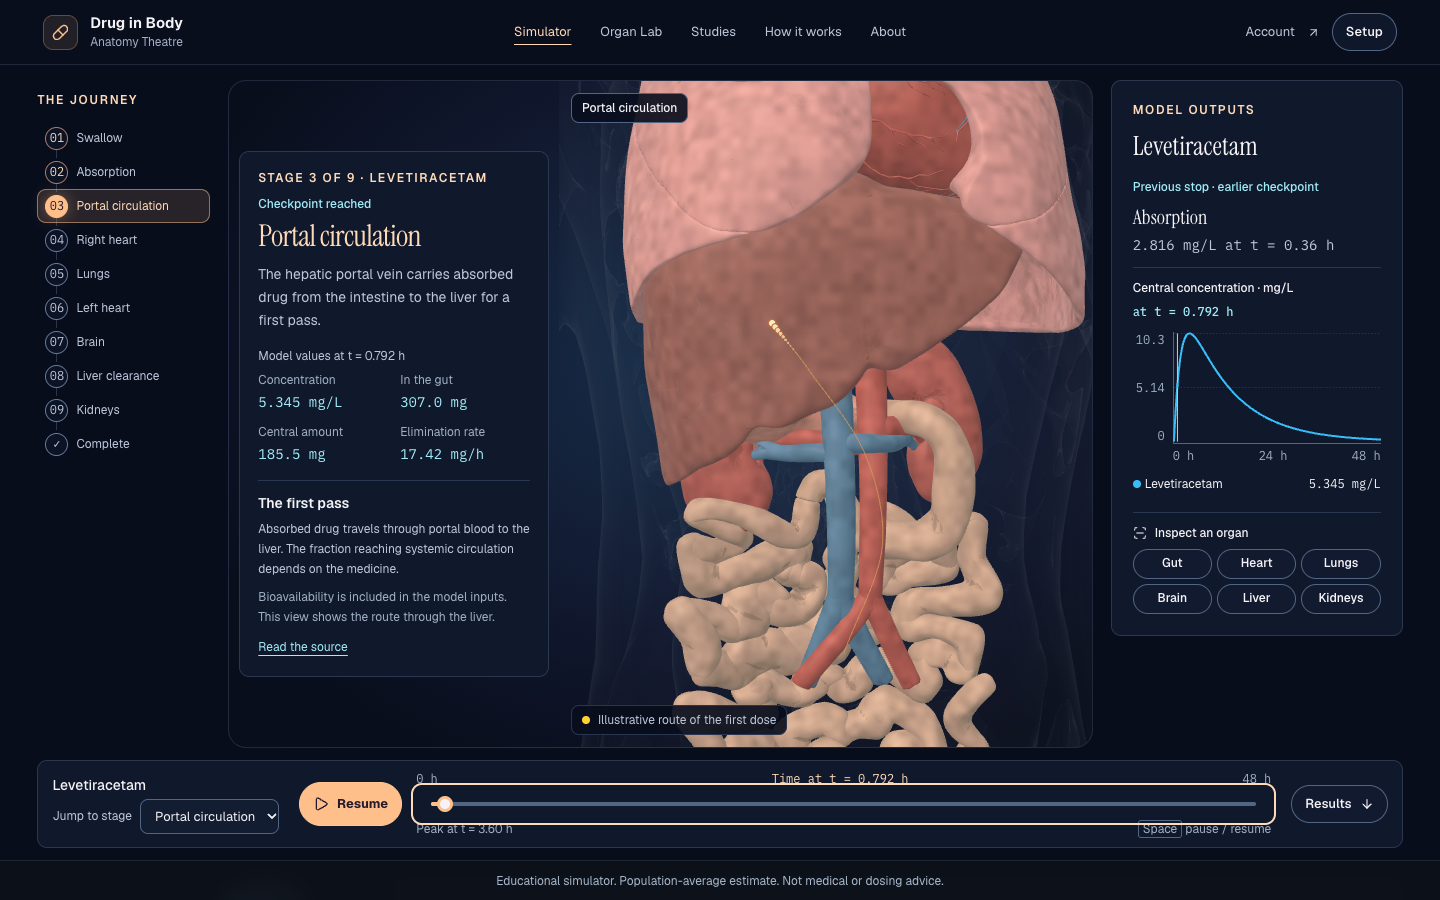 Drug in Body
Anatomy Theatre
Simulator
Organ Lab
Studies
How it works
About
Account
Setup
THE JOURNEY
01 Swallow
02 Absorption
03 Portal circulation
04 Right heart
05 Lungs
06 Left heart
07 Brain
08 Liver clearance
09 Kidneys
✓ Complete
Portal circulation
STAGE 3 OF 9 · LEVETIRACETAM
Checkpoint reached
Portal circulation
The hepatic portal vein carries absorbed
drug from the intestine to the liver for a
first pass.
Model values at t = 0.792 h
Concentration
5.345 mg/L
In the gut
307.0 mg
Central amount
185.5 mg
Elimination rate
17.42 mg/h
The first pass
Absorbed drug travels through portal blood to the
liver. The fraction reaching systemic circulation
depends on the medicine.
Bioavailability is included in the model inputs.
This view shows the route through the liver.
Read the source
Illustrative route of the first dose
MODEL OUTPUTS
Levetiracetam
Previous stop · earlier checkpoint
Absorption
2.816 mg/L at t = 0.36 h
Central concentration · mg/L
at t = 0.792 h
10.3
5.14
0
0 h
24 h
48 h
Levetiracetam
5.345 mg/L
Inspect an organ
Gut
Heart
Lungs
Brain
Liver
Kidneys
Levetiracetam
Jump to stage
Portal circulation
Resume
0 h
Time at t = 0.792 h
48 h
Peak at t = 3.60 h
Space pause / resume
Results
Educational simulator. Population-average estimate. Not medical or dosing advice.